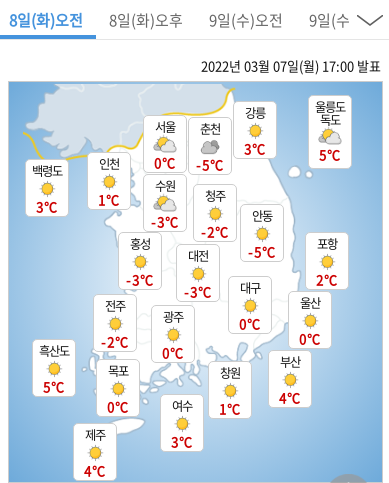 8일(화)오전 8일(화)오후 9일(수)오전 9일(수
2022년 03월 07일(월) 17:00 발표
강릉
3℃
울릉도
독도
5℃
서울
0℃
춘천
-5℃
인천
1℃
백령도
3℃
수원
-3℃
청주
-2℃
안동
-5℃
홍성
-3℃
대전
-3℃
포항
2℃
대구
0℃
전주
-2℃
광주
0℃
울산
0℃
흑산도
5℃
목포
0℃
창원
1℃
부산
4℃
여수
3℃
제주
4℃